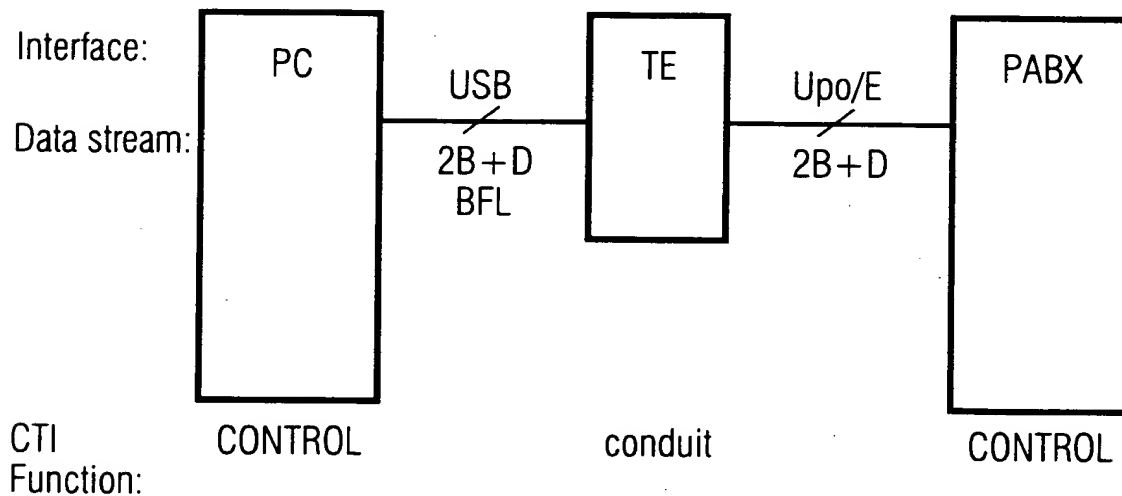 Interface:
PC
TE
PABX
USB
Upo/E
Data stream:
2B+D
BFL
2B+D
CTI
Function:
CONTROL
conduit
CONTROL